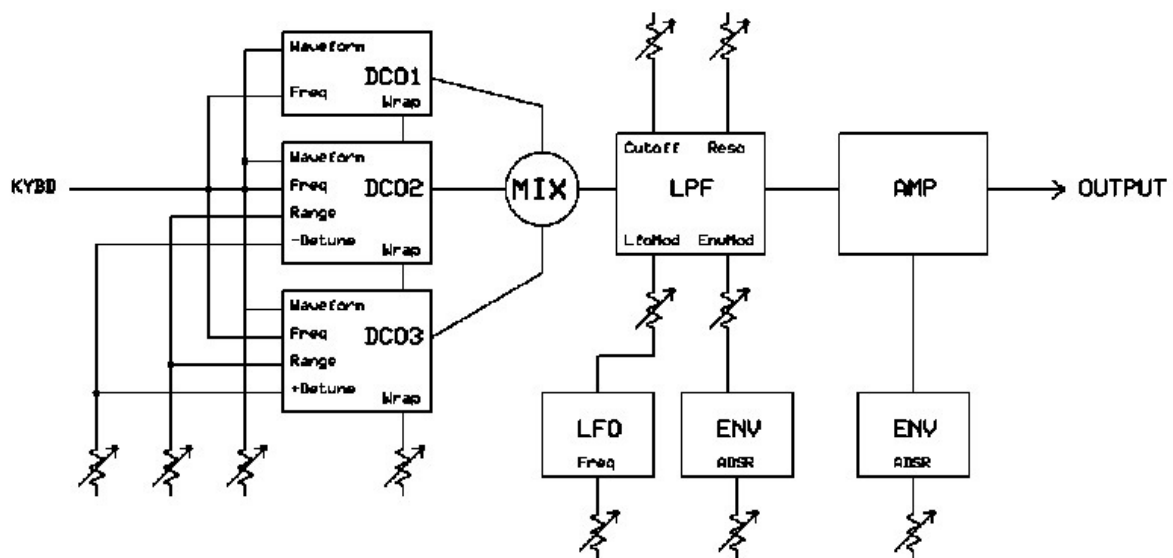 KYBD
Waveform
DCO1
Freq
Wrap
Waveform
Freq
DCO2
Range
-Detune
Wrap
Waveform
Freq
DCO3
Range
+Detune
Wrap
MIX
Cutoff Reso
LPF
LfoMod EnvMod
AMP
OUTPUT
LFO
Freq
ENV
ADSR
ENV
ADSR